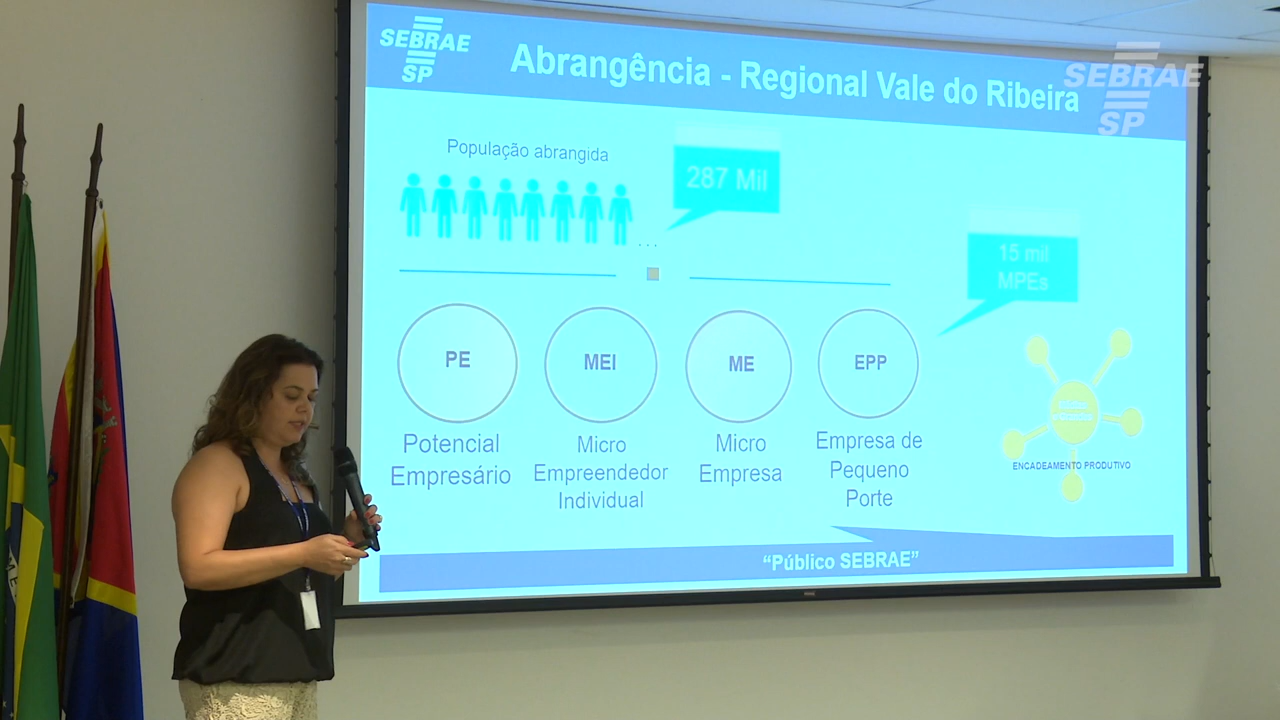 SEBRAE
SP
Abrangência - Regional Vale do Ribeira
SEBRAE
SP
População abrangida
287 Mil
...
15 mil
MPEs
PE
MEI
ME
EPP
Potencial
Empresário
Micro
Empreendedor
Individual
Micro
Empresa
Empresa de
Pequeno
Porte
ENCADEAMENTO PRODUTIVO
“Público SEBRAE”